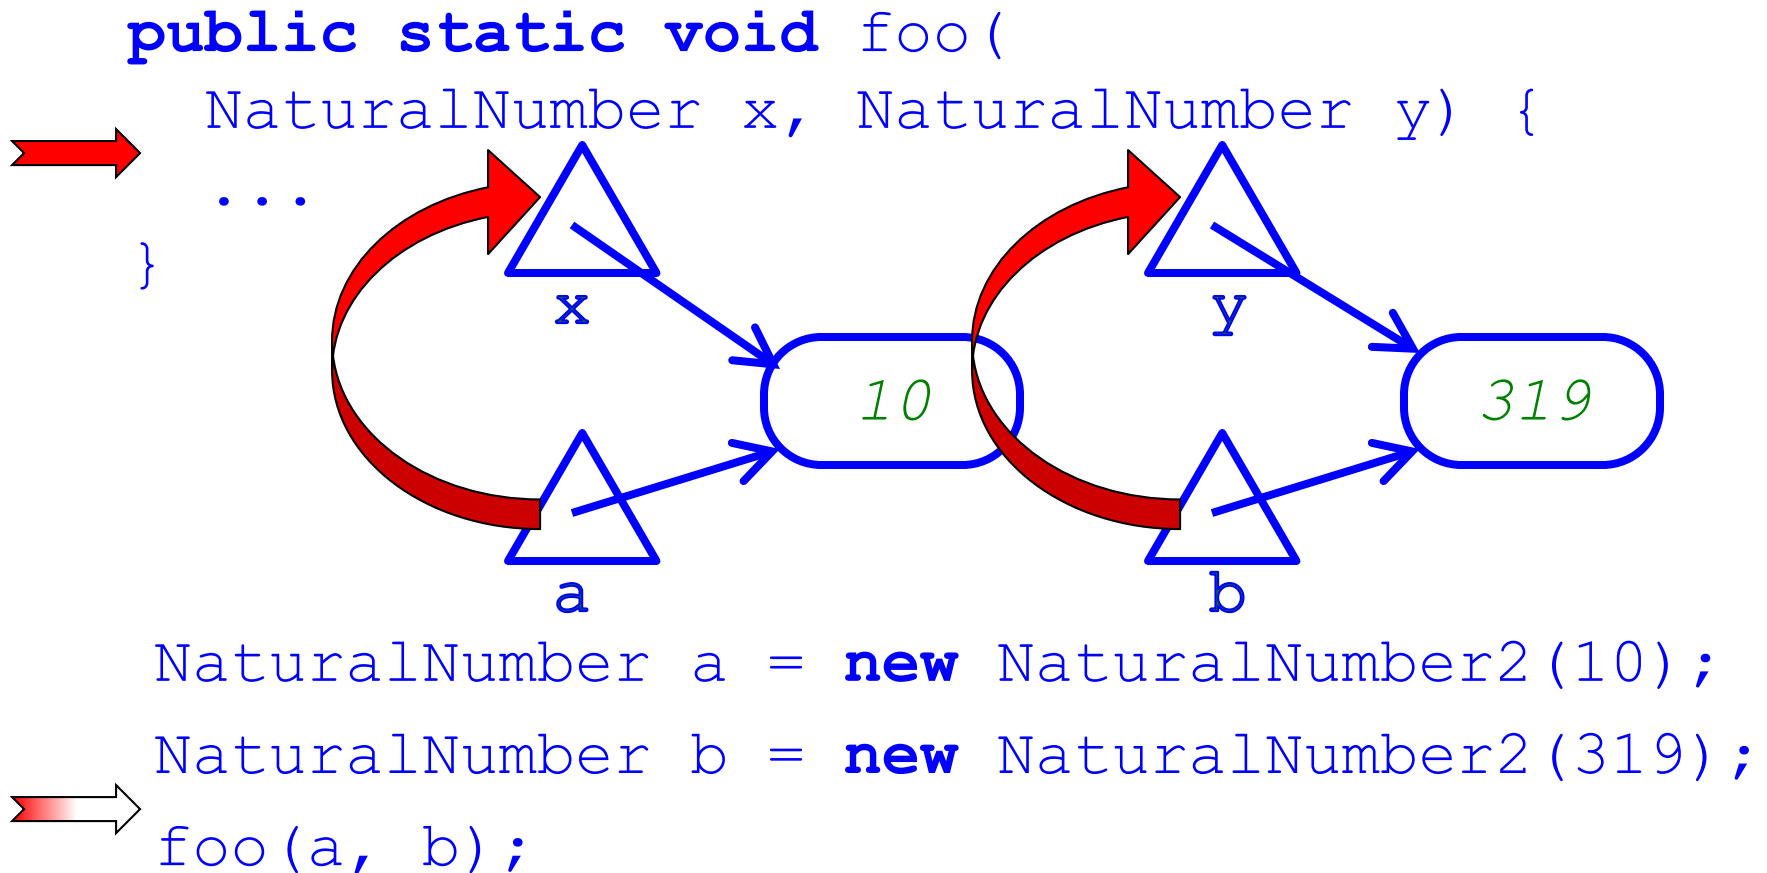 public static void foo(
NaturalNumber x, NaturalNumber y) {
...
}
x y
10 319
a b
NaturalNumber a = new NaturalNumber2(10);
NaturalNumber b = new NaturalNumber2(319);
foo(a, b);